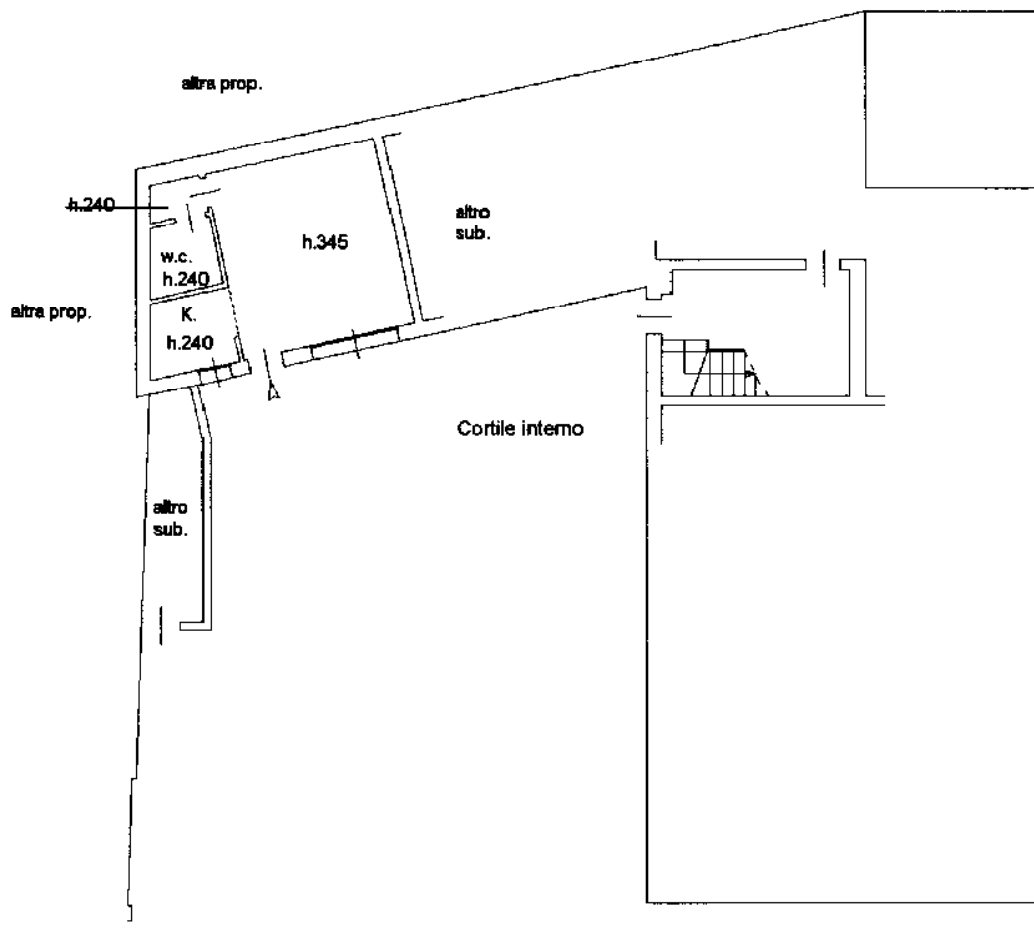 altra prop.
h.240
h.345
altro
sub.
w.c.
h.240
altra prop.
K.
h.240
Cortile interno
altro
sub.